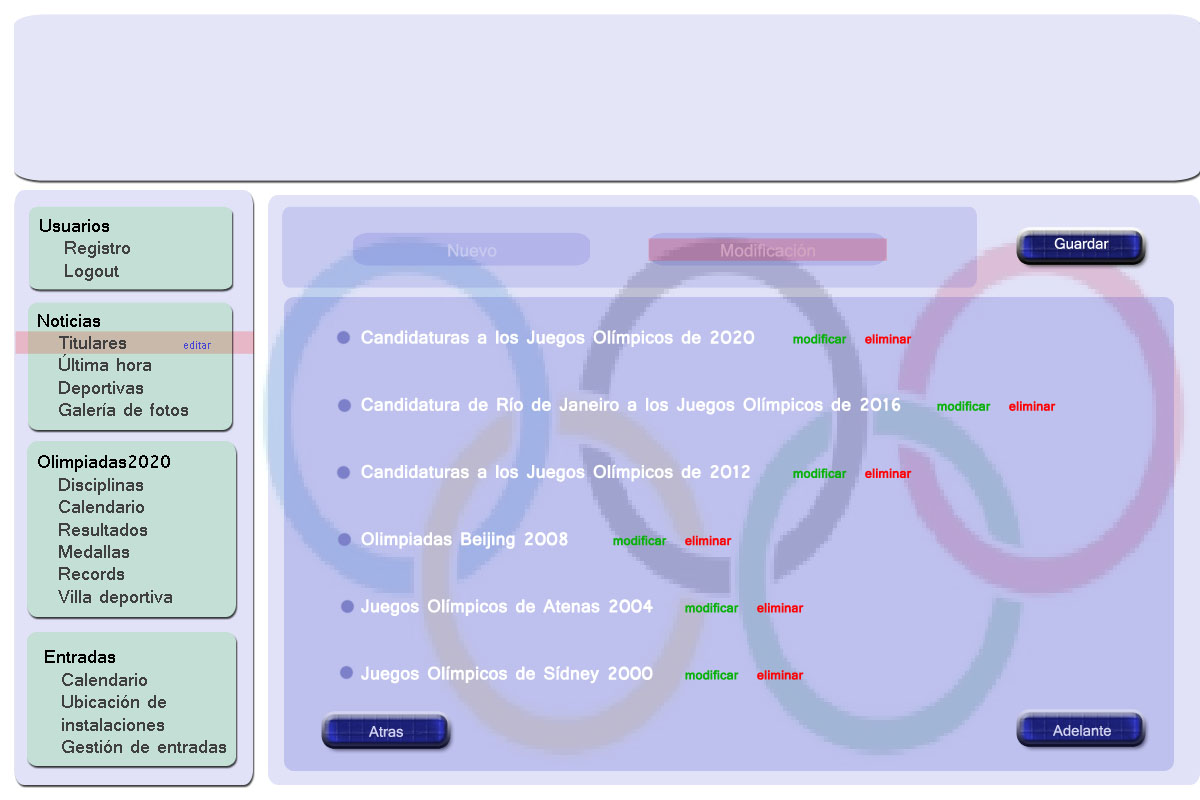 Usuarios
Registro
Logout
Noticias
Titulares editar
Última hora
Deportivas
Galería de fotos
Olimpiadas2020
Disciplinas
Calendario
Resultados
Medallas
Records
Villa deportiva
Entradas
Calendario
Ubicación de
instalaciones
Gestión de entradas
Nuevo Modificación Guardar
Candidaturas a los Juegos Olímpicos de 2020 modificar eliminar
Candidatura de Río de Janeiro a los Juegos Olímpicos de 2016 modificar eliminar
Candidaturas a los Juegos Olímpicos de 2012 modificar eliminar
Olimpiadas Beijing 2008 modificar eliminar
Juegos Olímpicos de Atenas 2004 modificar eliminar
Juegos Olímpicos de Sídney 2000 modificar eliminar
Atras Adelante